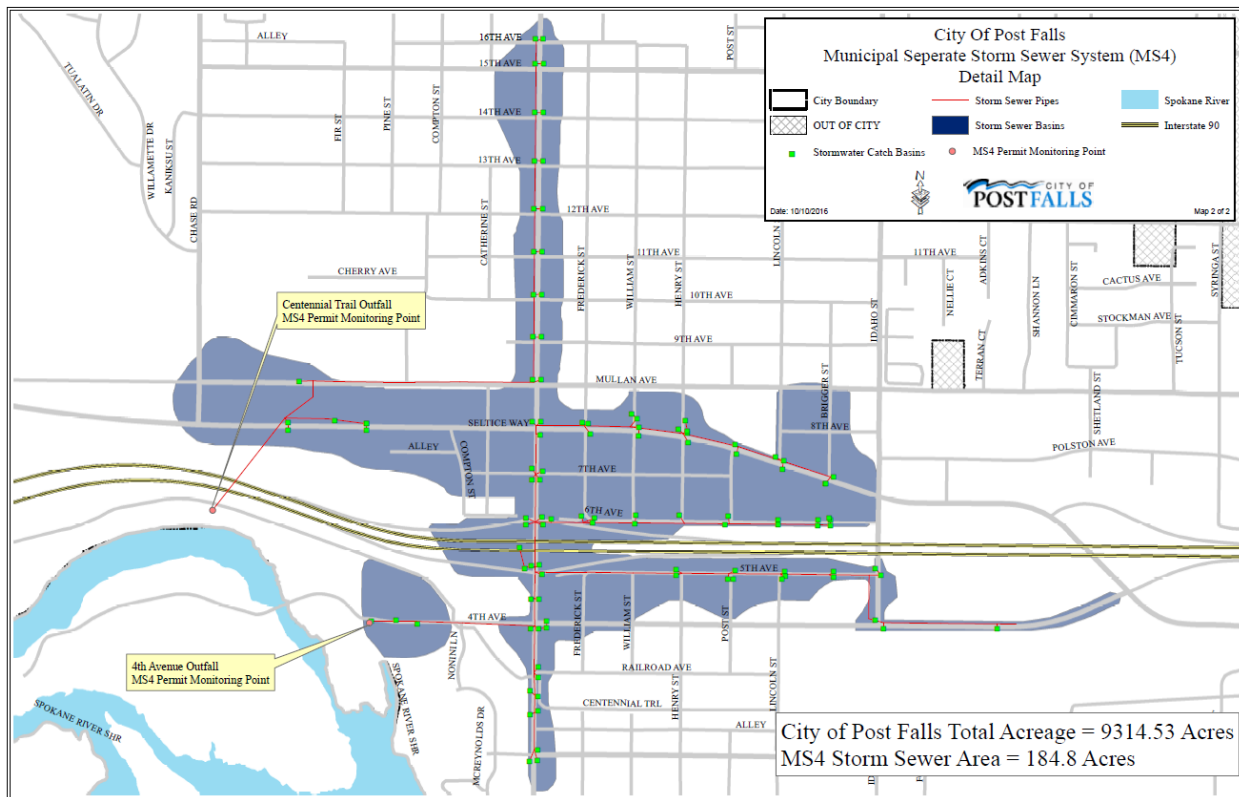 City Of Post Falls
Municipal Seperate Storm Sewer System (MS4)
Detail Map
City Boundary
Storm Sewer Pipes
Spokane River
OUT OF CITY
Storm Sewer Basins
Interstate 90
Stormwater Catch Basins
MS4 Permit Monitoring Point
N
CITY OF
POSTFALLS
Date: 10/10/2016
Map 2 of 2
ALLEY
16TH AVE
POST ST
15TH AVE
TUALATIN DR
WILLAMETTE DR
KANIKSU ST
FIR ST
PINE ST
COMPTON ST
14TH AVE
13TH AVE
CHASE RD
CATHERINE ST
12TH AVE
FREDERICK ST
WILLIAM ST
HENRY ST
LINCOLN
11TH AVE
11TH AVE
CHERRY AVE
10TH AVE
IDAHO ST
NELLIE CT
ADKINS CT
SHANNON LN
CIMMARON ST
CACTUS AVE
SYRINGA ST
STOCKMAN AVE
TUCSON ST
Centennial Trail Outfall
MS4 Permit Monitoring Point
9TH AVE
TERRAN CT
MULLAN AVE
BRIGGER ST
SHETLAND ST
SELTICE WAY
8TH AVE
POLSTON AVE
ALLEY
COMPTON ST
7TH AVE
6TH AVE
5TH AVE
4TH AVE
FREDERICK ST
WILLIAM ST
POST ST
NONINI LN
4th Avenue Outfall
MS4 Permit Monitoring Point
RAILROAD AVE
SPOKANE RIVER SHR
SPOKANE RIVER SHR
HENRY ST
LINCOLN ST
CENTENNIAL TRL
MCREYNOLDS DR
ALLEY
City of Post Falls Total Acreage = 9314.53 Acres
MS4 Storm Sewer Area = 184.8 Acres